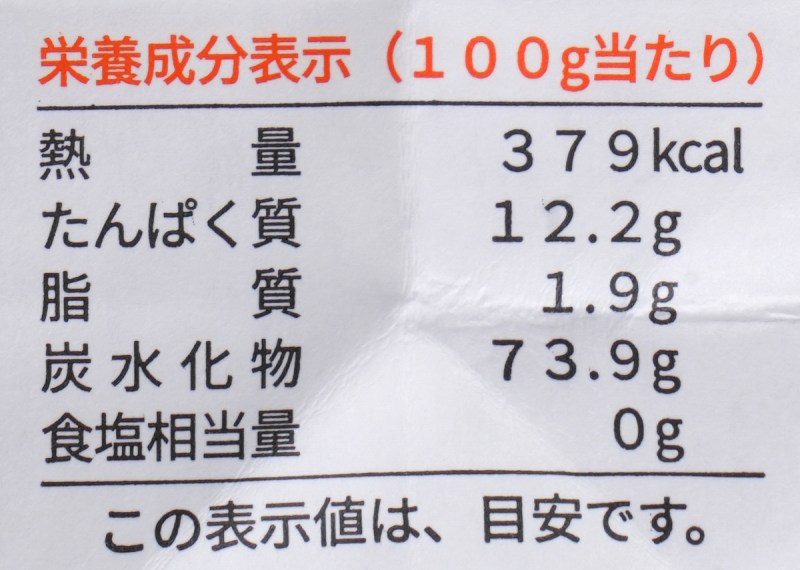 栄養成分表示（１００g当たり）
熱量 ３７９kcal
たんぱく質 １２.２g
脂質 １.９g
炭水化物 ７３.９g
食塩相当量 ０g
この表示値は、目安です。